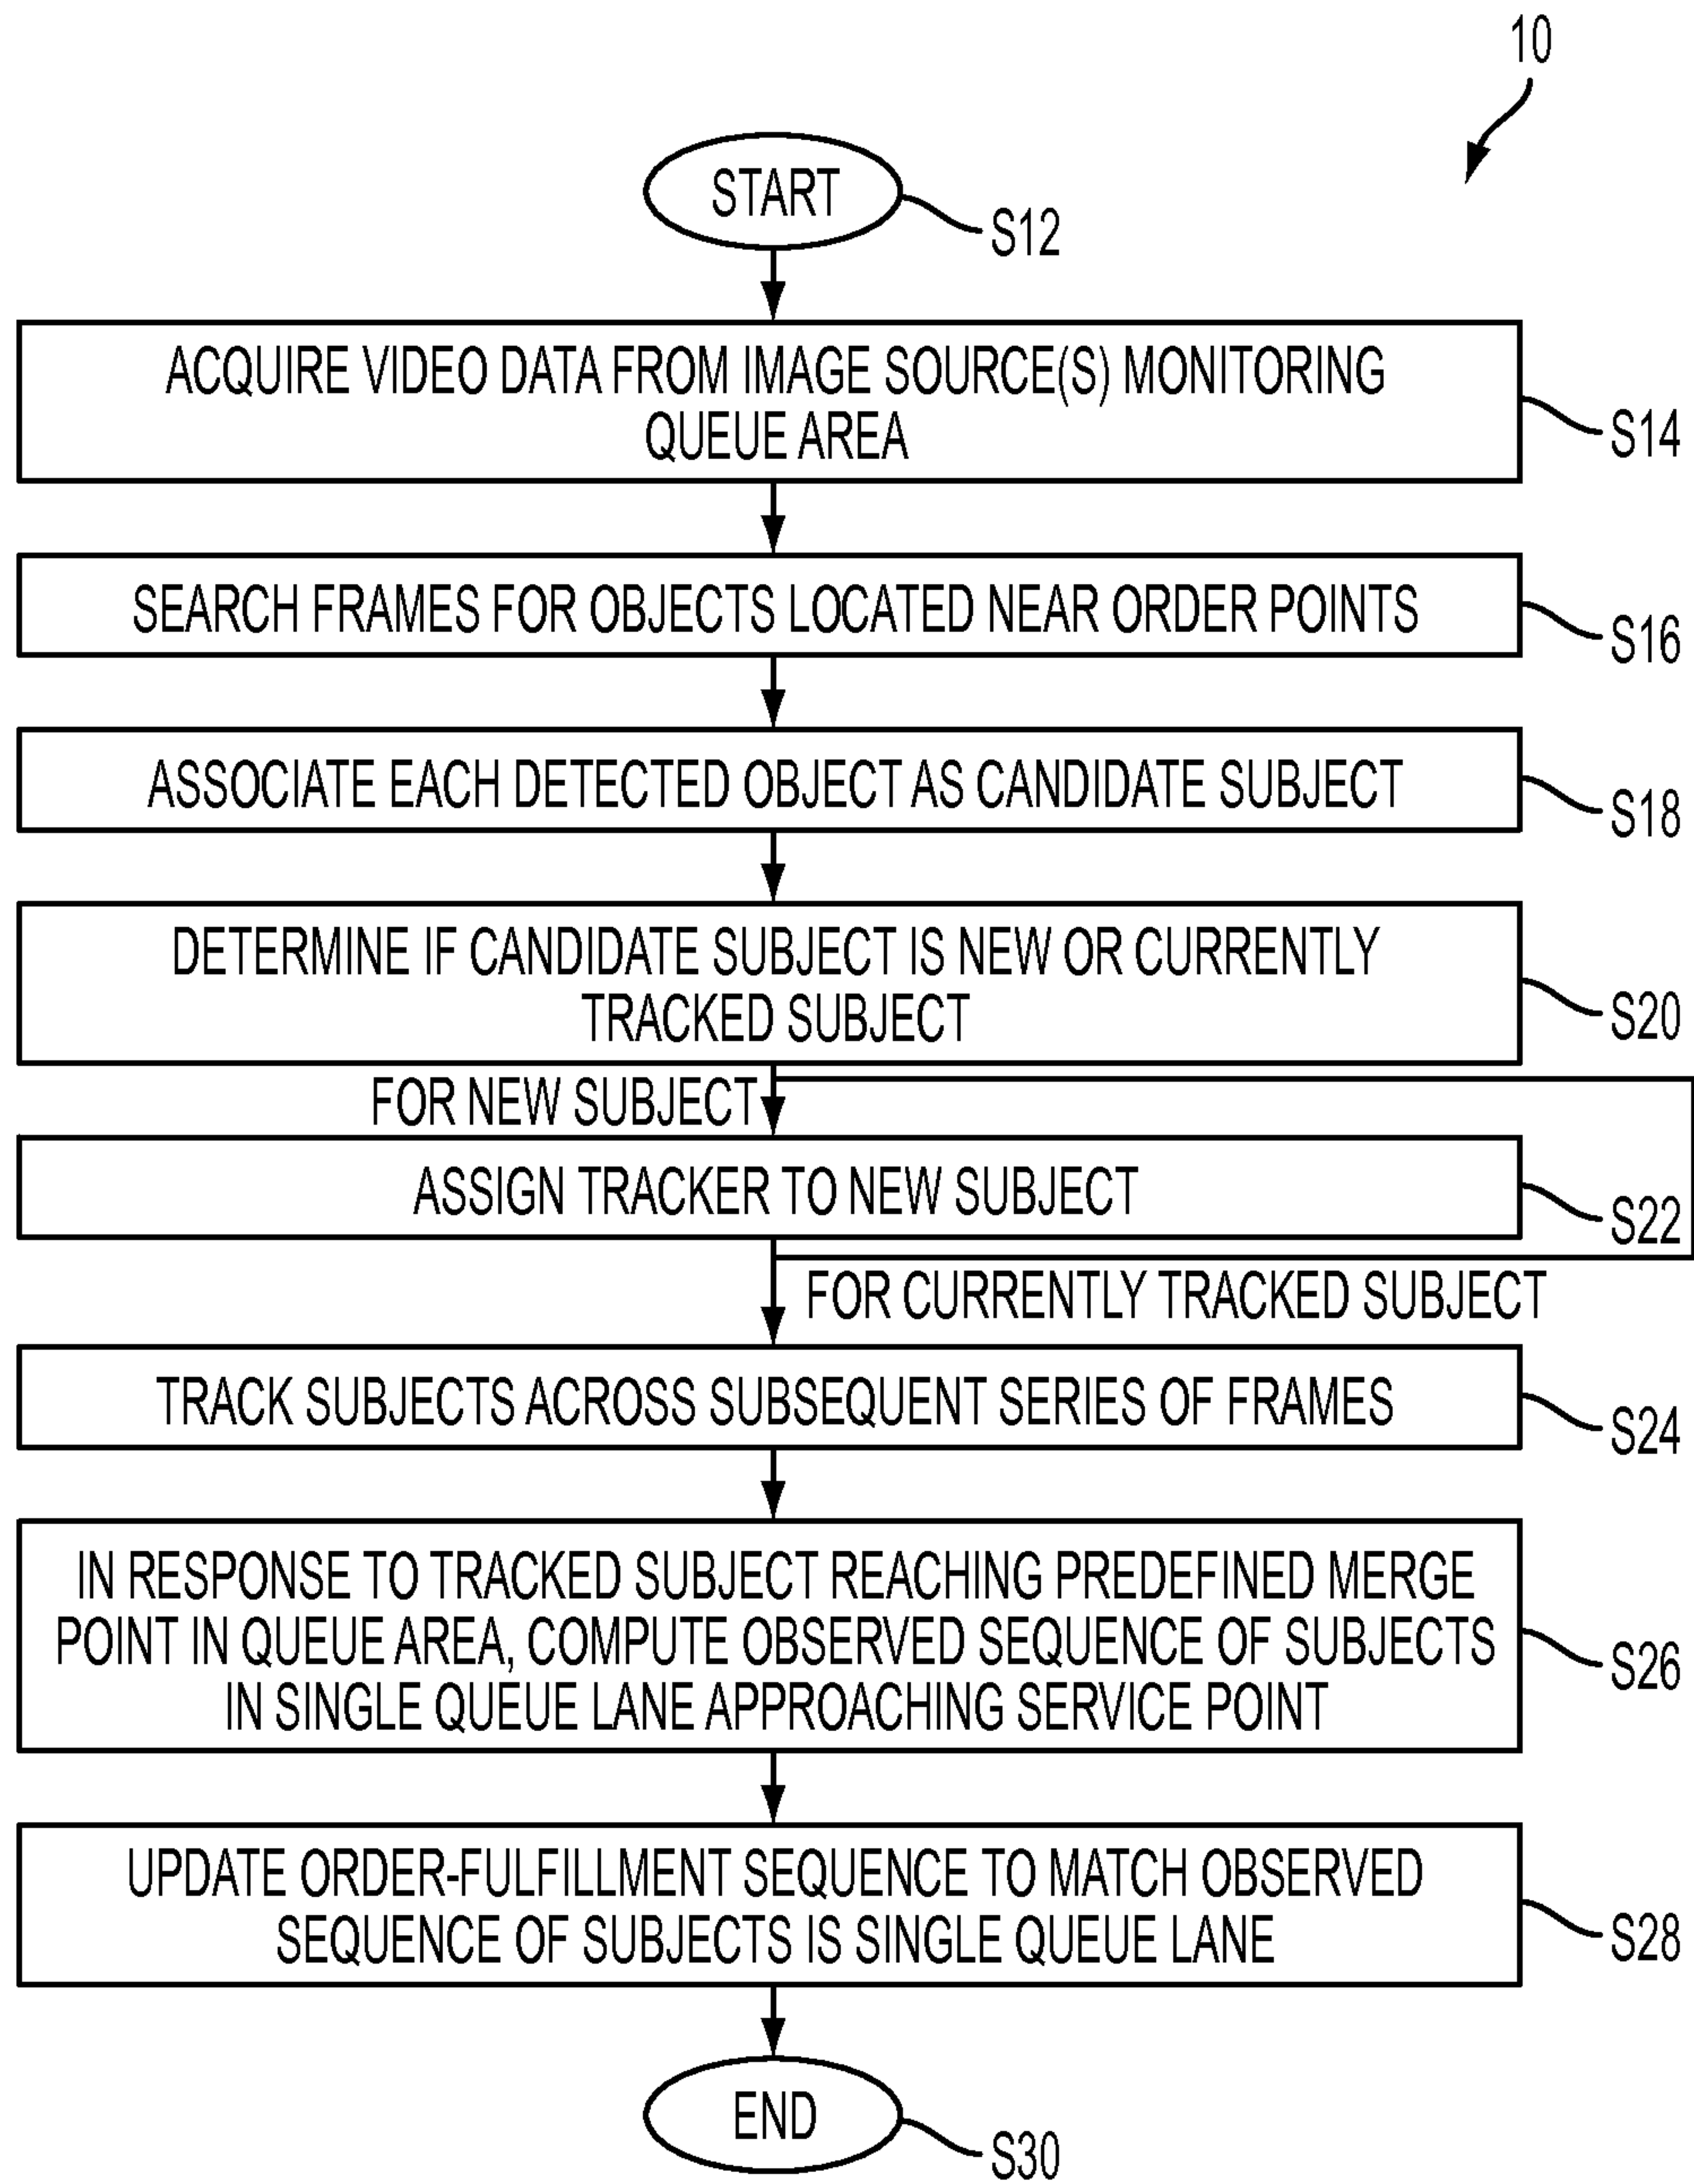 10
START
S12
ACQUIRE VIDEO DATA FROM IMAGE SOURCE(S) MONITORING
QUEUE AREA
S14
SEARCH FRAMES FOR OBJECTS LOCATED NEAR ORDER POINTS
S16
ASSOCIATE EACH DETECTED OBJECT AS CANDIDATE SUBJECT
S18
DETERMINE IF CANDIDATE SUBJECT IS NEW OR CURRENTLY
TRACKED SUBJECT
S20
FOR NEW SUBJECT
ASSIGN TRACKER TO NEW SUBJECT
S22
FOR CURRENTLY TRACKED SUBJECT
TRACK SUBJECTS ACROSS SUBSEQUENT SERIES OF FRAMES
S24
IN RESPONSE TO TRACKED SUBJECT REACHING PREDEFINED MERGE
POINT IN QUEUE AREA, COMPUTE OBSERVED SEQUENCE OF SUBJECTS
IN SINGLE QUEUE LANE APPROACHING SERVICE POINT
S26
UPDATE ORDER-FULFILLMENT SEQUENCE TO MATCH OBSERVED
SEQUENCE OF SUBJECTS IS SINGLE QUEUE LANE
S28
END
S30